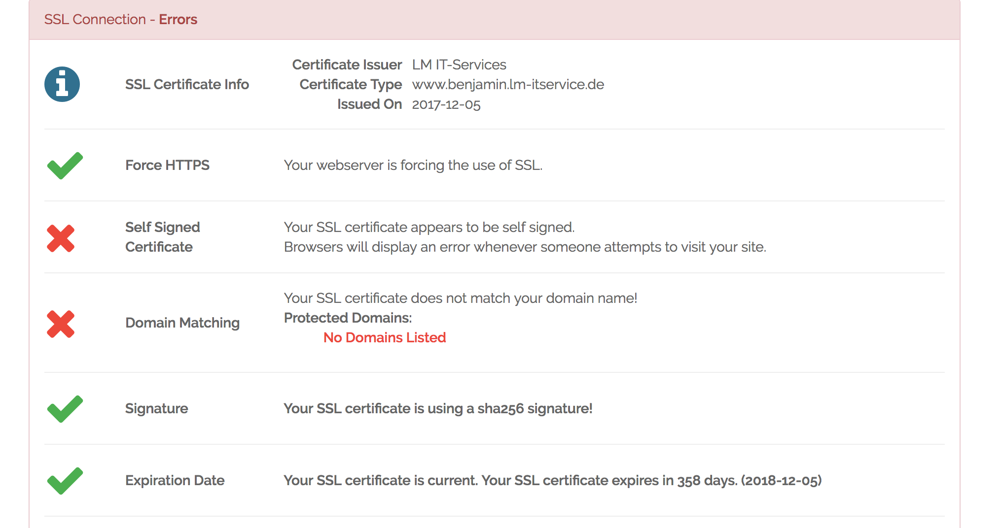 SSL Connection - Errors
Certificate Issuer LM IT-Services
SSL Certificate Info Certificate Type www.benjamin.lm-itservice.de
Issued On 2017-12-05
Force HTTPS Your webserver is forcing the use of SSL.
Self Signed Your SSL certificate appears to be self signed.
Certificate Browsers will display an error whenever someone attempts to visit your site.
Your SSL certificate does not match your domain name!
Domain Matching Protected Domains:
No Domains Listed
Signature Your SSL certificate is using a sha256 signature!
Expiration Date Your SSL certificate is current. Your SSL certificate expires in 358 days. (2018-12-05)